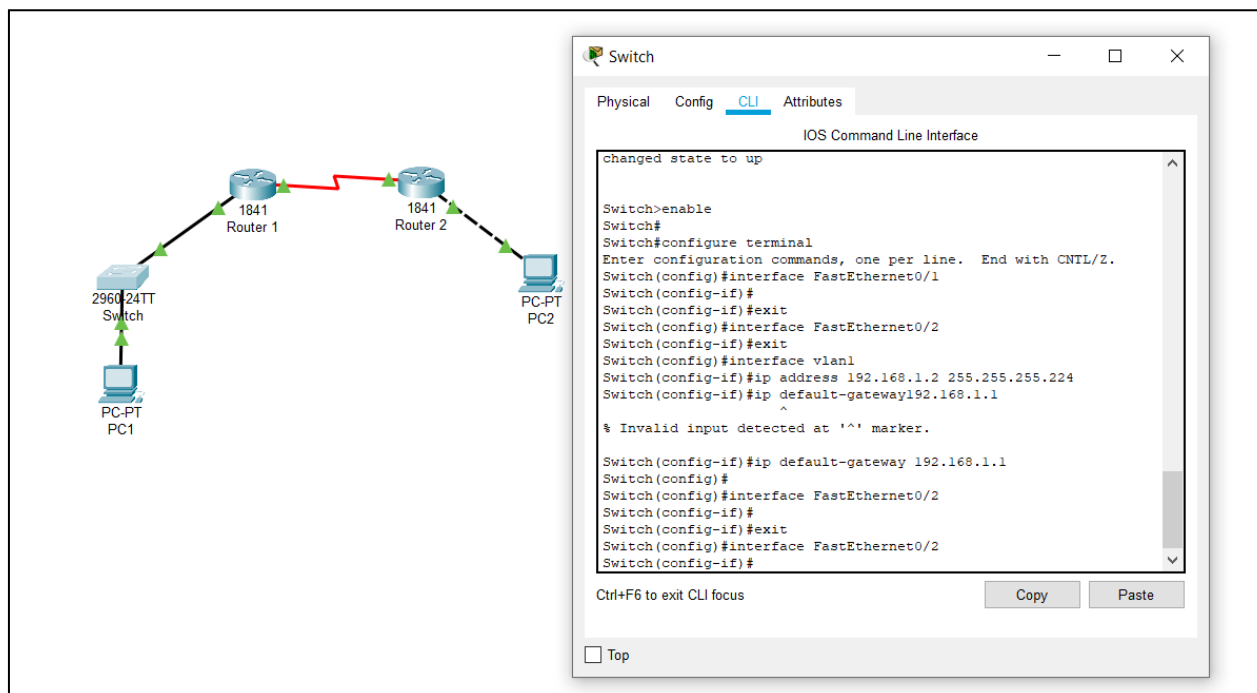 Switch
Physical Config CLI Attributes
IOS Command Line Interface
changed state to up
Switch>enable
Switch#
Switch#configure terminal
Enter configuration commands, one per line. End with CNTL/Z.
Switch(config)#interface FastEthernet0/1
Switch(config-if)#
Switch(config-if)#exit
Switch(config)#interface FastEthernet0/2
Switch(config-if)#exit
Switch(config)#interface vlan1
Switch(config-if)#ip address 192.168.1.2 255.255.255.224
Switch(config-if)#ip default-gateway192.168.1.1
^
% Invalid input detected at '^' marker.
Switch(config-if)#ip default-gateway 192.168.1.1
Switch(config)#
Switch(config)#interface FastEthernet0/2
Switch(config-if)#
Switch(config-if)#exit
Switch(config)#interface FastEthernet0/2
Switch(config-if)#
Ctrl+F6 to exit CLI focus
Copy
Paste
Top
1841
Router 1
1841
Router 2
2960-24TT
Switch
PC-PT
PC1
PC-PT
PC2